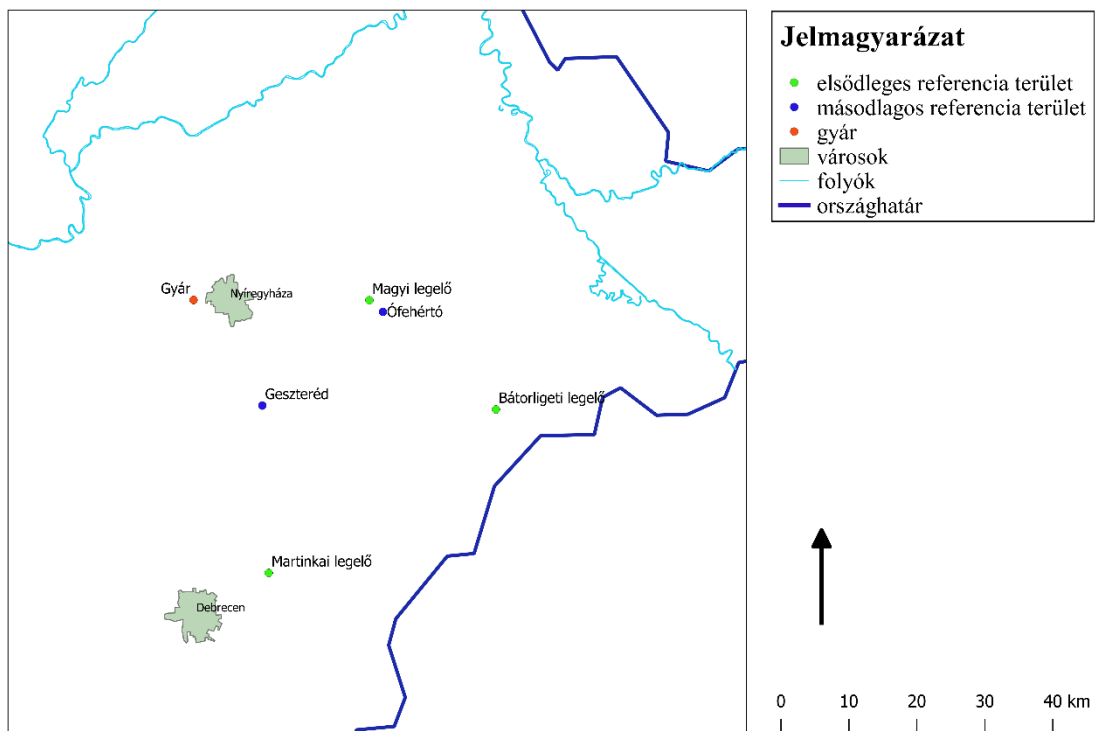 Jelmagyarázat
elsődleges referencia terület
másodlagos referencia terület
gyár
városok
folyók
országhatár
Gyár
Nyíregyháza
Magyi legelő
Ófehértó
Geszteréd
Bátorligeti legelő
Martinkai legelő
Debrecen
0 10 20 30 40 km